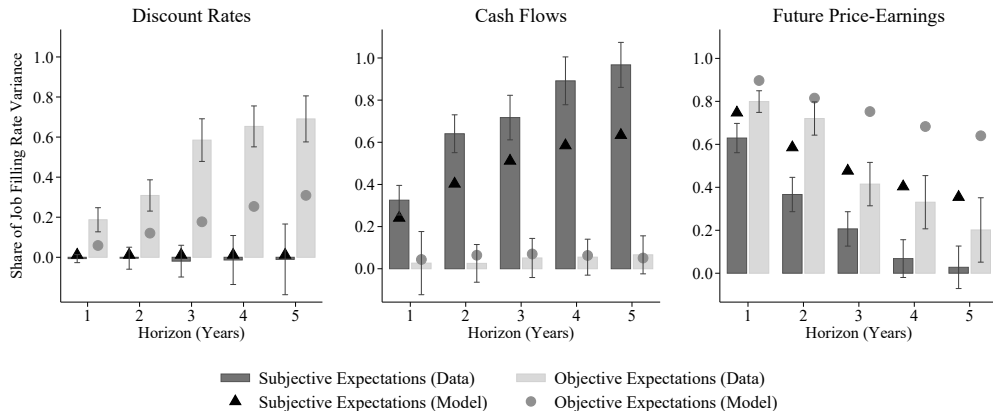 Discount Rates
Cash Flows
Future Price-Earnings
Share of Job Filling Rate Variance
1.0
0.8
0.6
0.4
0.2
0.0
1 2 3 4 5
Horizon (Years)
1.0
0.8
0.6
0.4
0.2
0.0
1 2 3 4 5
Horizon (Years)
1.0
0.8
0.6
0.4
0.2
0.0
1 2 3 4 5
Horizon (Years)
Subjective Expectations (Data)
Objective Expectations (Data)
Subjective Expectations (Model)
Objective Expectations (Model)